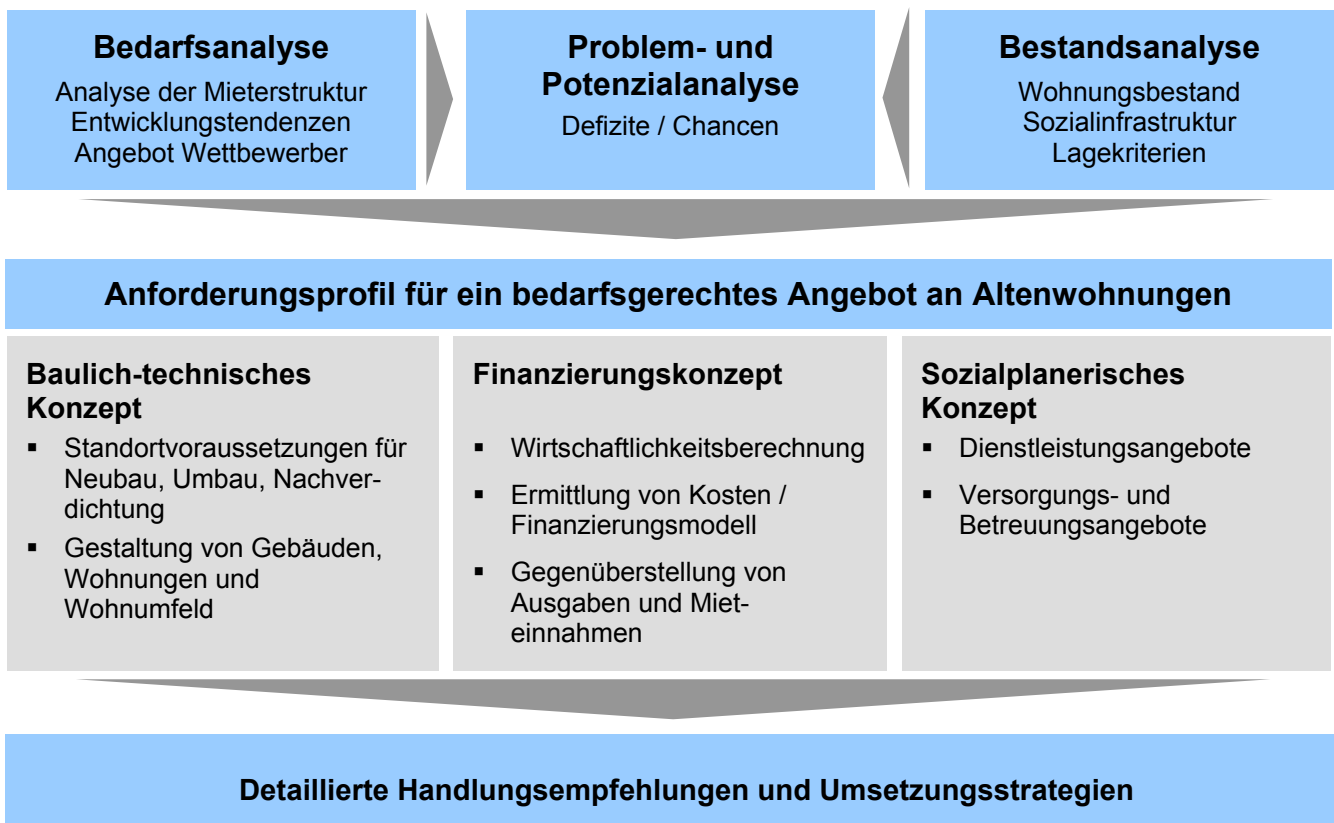 Bedarfsanalyse
Analyse der Mieterstruktur
Entwicklungstendenzen
Angebot Wettbewerber
Problem- und
Potenzialanalyse
Defizite / Chancen
Bestandsanalyse
Wohnungsbestand
Sozialinfrastruktur
Lagekriterien
Anforderungsprofil für ein bedarfsgerechtes Angebot an Altenwohnungen
Baulich-technisches
Konzept
▪ Standortvoraussetzungen für
Neubau, Umbau, Nachver-
dichtung
▪ Gestaltung von Gebäuden,
Wohnungen und
Wohnumfeld
Finanzierungskonzept
▪ Wirtschaftlichkeitsberechnung
▪ Ermittlung von Kosten /
Finanzierungsmodell
▪ Gegenüberstellung von
Ausgaben und Miet-
einnahmen
Sozialplanerisches
Konzept
▪ Dienstleistungsangebote
▪ Versorgungs- und
Betreuungsangebote
Detaillierte Handlungsempfehlungen und Umsetzungsstrategien